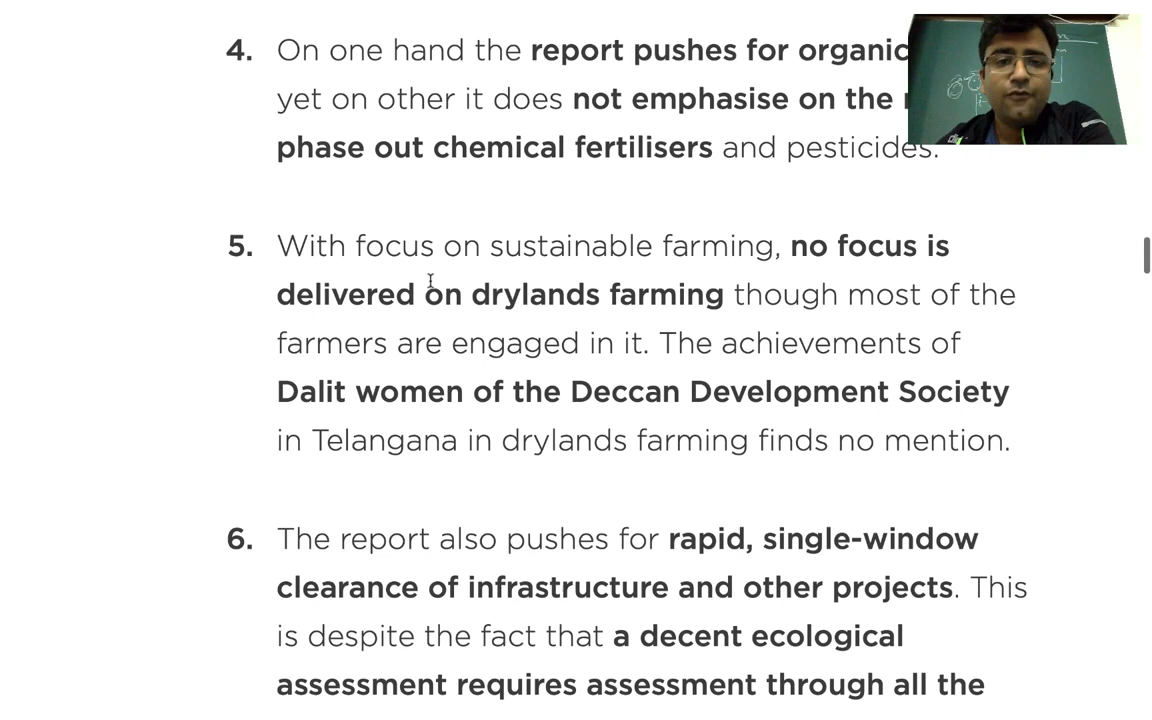 4. On one hand the report pushes for organic
yet on other it does not emphasise on the
phase out chemical fertilisers and pesticides.
5. With focus on sustainable farming, no focus is
delivered on drylands farming though most of the
farmers are engaged in it. The achievements of
Dalit women of the Deccan Development Society
in Telangana in drylands farming finds no mention.
6. The report also pushes for rapid, single-window
clearance of infrastructure and other projects. This
is despite the fact that a decent ecological
assessment requires assessment through all the